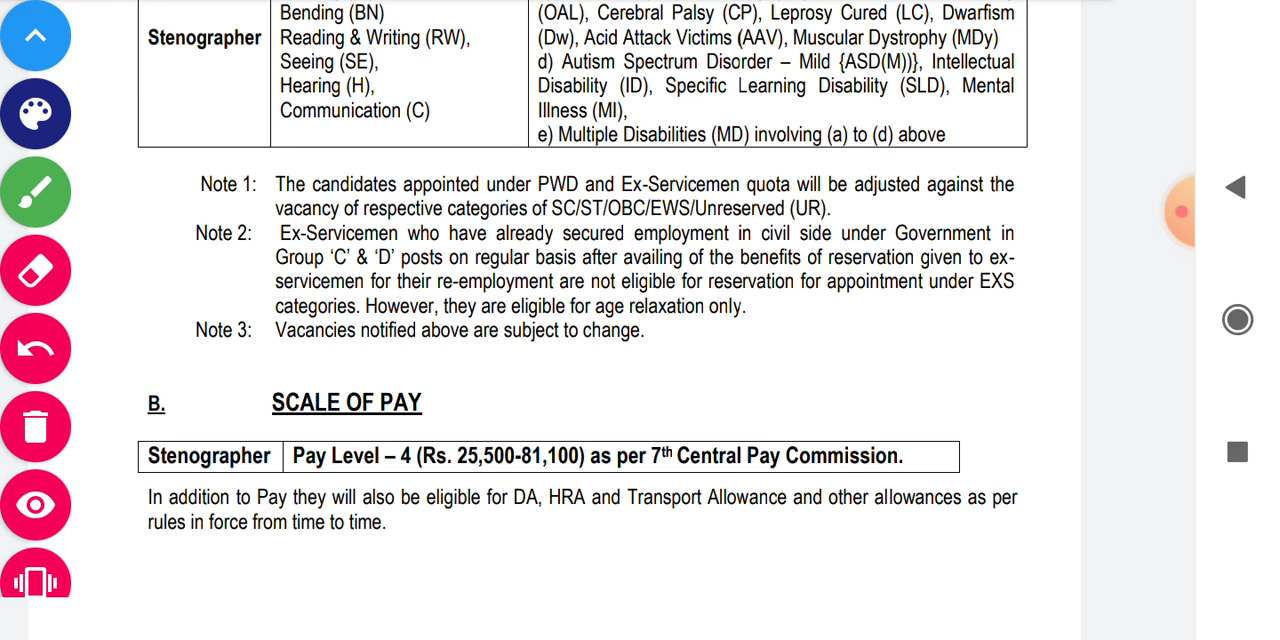 Bending (BN)
(OAL), Cerebral Palsy (CP), Leprosy Cured (LC), Dwarfism
Stenographer
Reading & Writing (RW),
(Dw), Acid Attack Victims (AAV), Muscular Dystrophy (MDy)
Seeing (SE),
d) Autism Spectrum Disorder – Mild {ASD(M))}, Intellectual
Hearing (H),
Disability (ID), Specific Learning Disability (SLD), Mental
Communication (C)
Illness (MI),
e) Multiple Disabilities (MD) involving (a) to (d) above
Note 1: The candidates appointed under PWD and Ex-Servicemen quota will be adjusted against the
vacancy of respective categories of SC/ST/OBC/EWS/Unreserved (UR).
Note 2: Ex-Servicemen who have already secured employment in civil side under Government in
Group ‘C’ & ‘D’ posts on regular basis after availing of the benefits of reservation given to ex-
servicemen for their re-employment are not eligible for reservation for appointment under EXS
categories. However, they are eligible for age relaxation only.
Note 3: Vacancies notified above are subject to change.
B. SCALE OF PAY
Stenographer Pay Level – 4 (Rs. 25,500-81,100) as per 7th Central Pay Commission.
In addition to Pay they will also be eligible for DA, HRA and Transport Allowance and other allowances as per
rules in force from time to time.